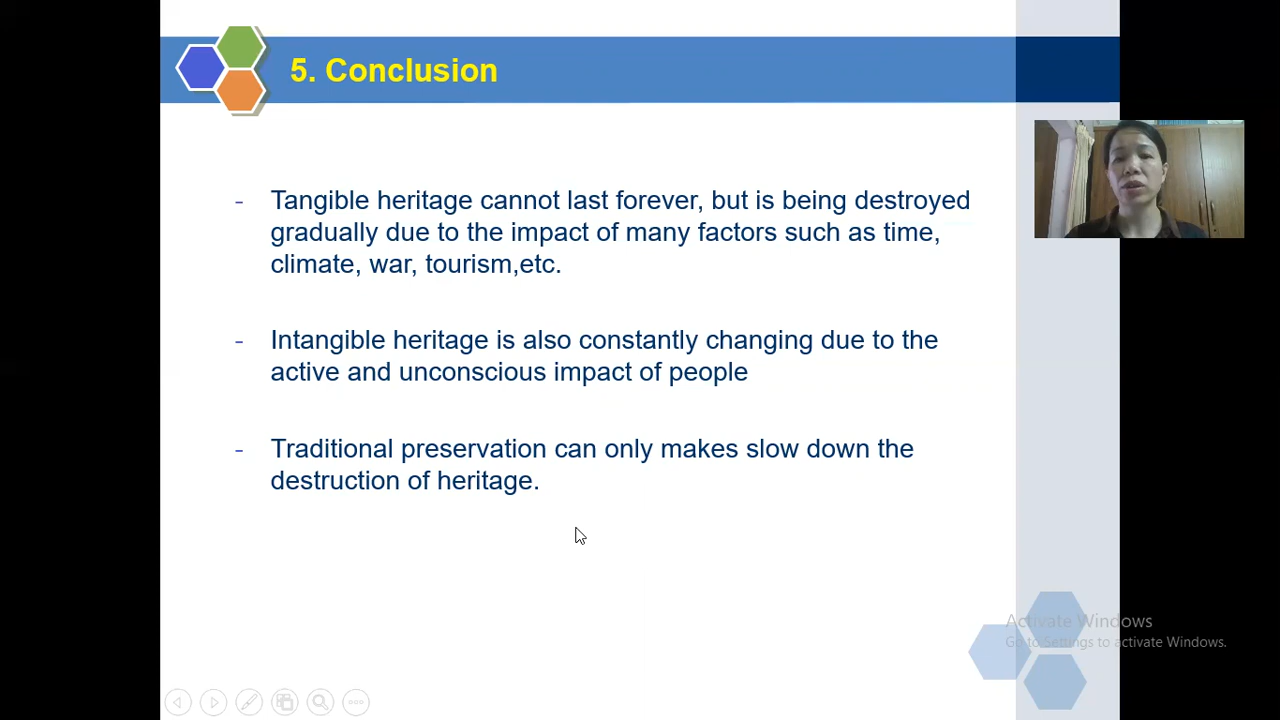 5. Conclusion
- Tangible heritage cannot last forever, but is being destroyed
gradually due to the impact of many factors such as time,
climate, war, tourism,etc.
- Intangible heritage is also constantly changing due to the
active and unconscious impact of people
- Traditional preservation can only makes slow down the
destruction of heritage.
Activate Windows
Go to Settings to activate Windows.